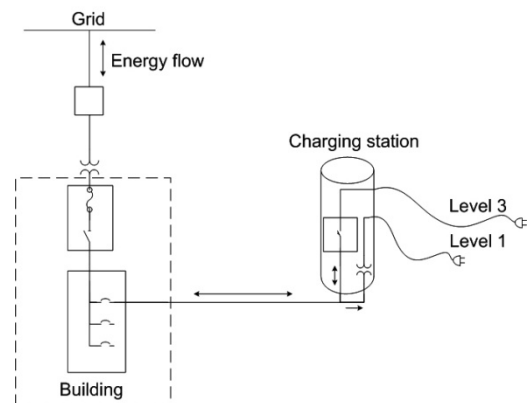 Grid
Energy flow
Charging station
Level 3
Level 1
Building